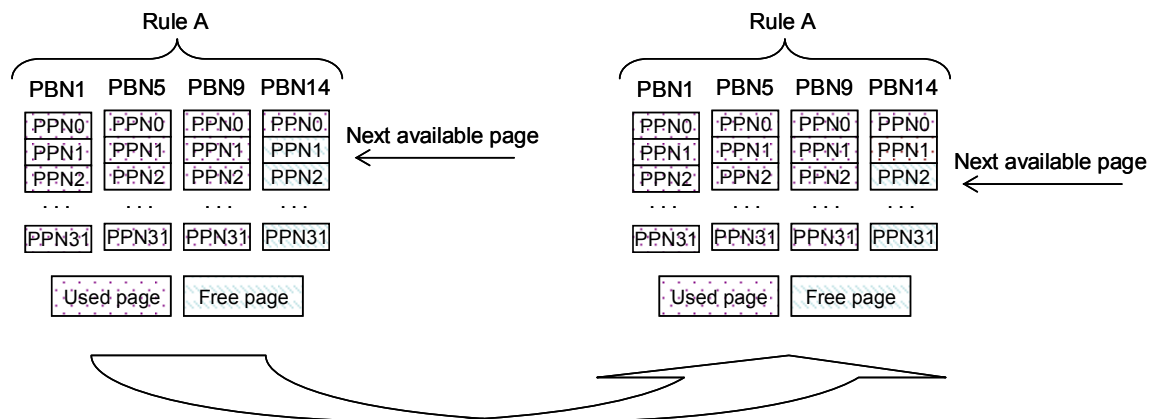 Rule A
PBN1 PBN5 PBN9 PBN14
PPN0 PPN0 PPN0 PPN0
PPN1 PPN1 PPN1 PPN1
PPN2 PPN2 PPN2 PPN2
. . . . . . . . . . . .
PPN31 PPN31 PPN31 PPN31
Next available page
Used page Free page
Rule A
PBN1 PBN5 PBN9 PBN14
PPN0 PPN0 PPN0 PPN0
PPN1 PPN1 PPN1 PPN1
PPN2 PPN2 PPN2 PPN2
. . . . . . . . . . . .
PPN31 PPN31 PPN31 PPN31
Next available page
Used page Free page